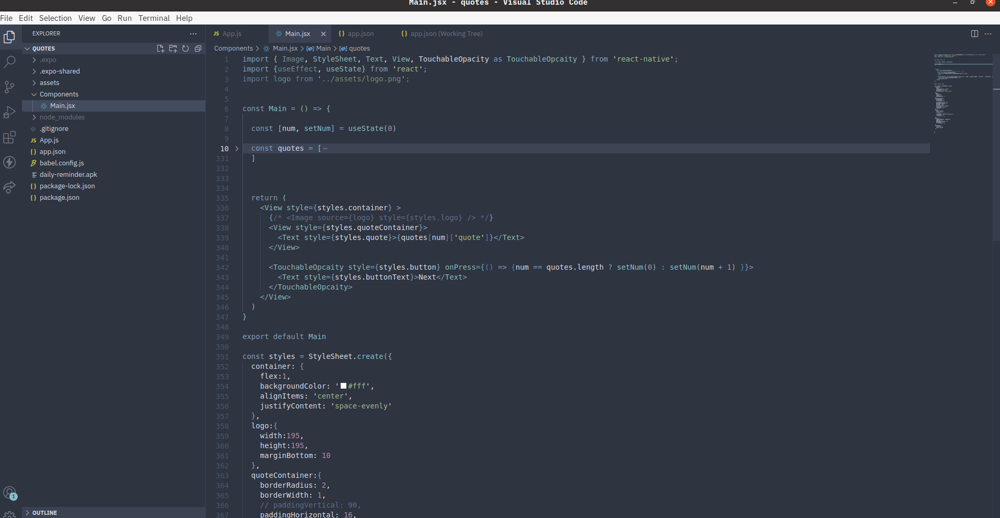 Main.jsx - quotes - Visual Studio Code
File Edit Selection View Go Run Terminal Help
EXPLORER
QUOTES
.expo
.expo-shared
assets
Components
Main.jsx
node_modules
.gitignore
JS App.js
{} app.json
babel.config.js
daily-reminder.apk
{} package-lock.json
{} package.json
1
OUTLINE
JS App.js
Main.jsx
{} app.json
{} app.json (Working Tree)
Components > Main.jsx > Main > quotes
1 import { Image, StyleSheet, Text, View, TouchableOpacity as TouchableOpcaity } from 'react-native';
2 import {useEffect, useState} from 'react';
3 import logo from '../assets/logo.png';
4
5
6 const Main = () => {
7
8 const [num, setNum] = useState(0)
9
10 const quotes = [ ⋯
331 ]
332
333
334
335 return (
336 <View style={styles.container} >
337 {/* <Image source={logo} style={styles.logo} /> */}
338 <View style={styles.quoteContainer}>
339 <Text style={styles.quote}>{quotes[num]['quote']}</Text>
340 </View>
341
342 <TouchableOpcaity style={styles.button} onPress={() => {num == quotes.length ? setNum(0) : setNum(num + 1) }}>
343 <Text style={styles.buttonText}>Next</Text>
344 </TouchableOpcaity>
345 </View>
346 )
347 }
348
349 export default Main
350
351 const styles = StyleSheet.create({
352 container: {
353 flex:1,
354 backgroundColor: '#fff',
355 alignItems: 'center',
356 justifyContent: 'space-evenly'
357 },
358 logo:{
359 width:195,
360 height:195,
361 marginBottom: 10
362 },
363 quoteContainer:{
364 borderRadius: 2,
365 borderWidth: 1,
366 // paddingVertical: 90,
367 paddingHorizontal: 16,